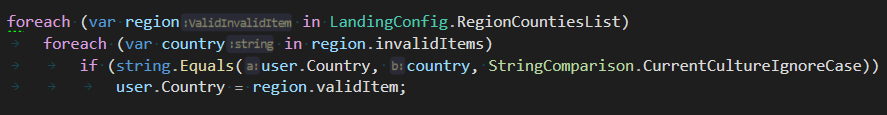 foreach (var region:validInvalidItem in LandingConfig.RegionCountiesList)
foreach (var country:string in region.invalidItems)
if (string.Equals(a:user.Country, b:country, StringComparison.CurrentCultureIgnoreCase))
user.Country = region.validItem;